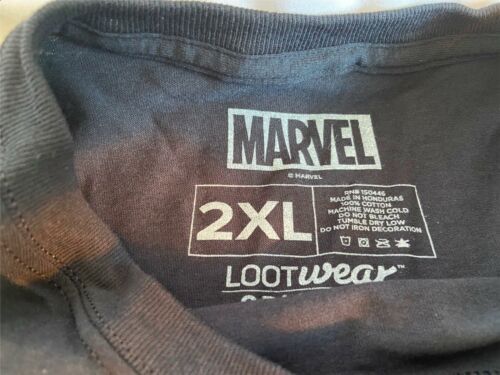 MARVEL
© MARVEL
2XL
RN# 150446
MADE IN HONDURAS
100% COTTON
MACHINE WASH COLD
DO NOT BLEACH
TUMBLE DRY LOW
DO NOT IRON DECORATION
LOOTwear™